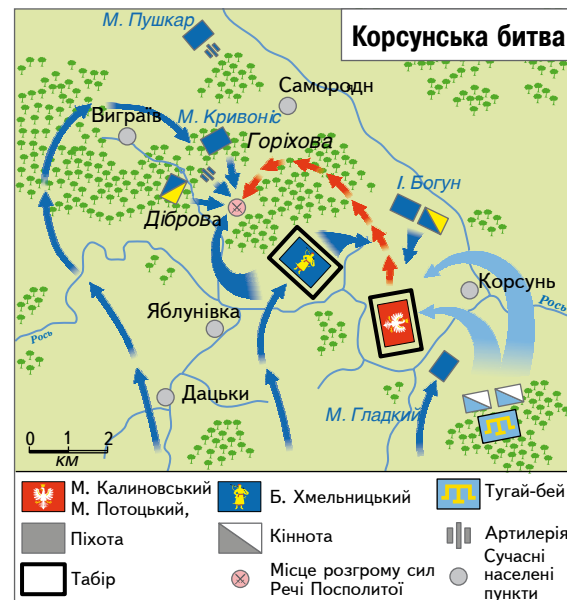 М. Пушкар
Корсунська битва
Самородн
Виграїв
М. Кривоніс
Горіхова
І. Богун
Діброва
Корсунь
Рось
Рось
Яблунівка
Дацьки
М. Гладкий
0 1 2
км
М. Калиновський
М. Потоцький,
Б. Хмельницький
Тугай-бей
Піхота
Кіннота
Артилерія
Табір
Місце розгрому сил
Речі Посполитої
Сучасні
населені
пункти